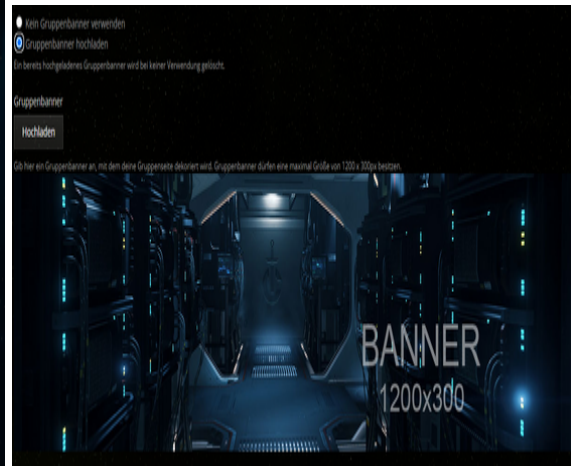 Kein Gruppenbanner verwenden
Gruppenbanner hochladen
Ein bereits hochgeladenes Gruppenbanner wird bei keiner Verwendung gelöscht.
Gruppenbanner
Hochladen
Gib hier ein Gruppenbanner an, mit dem deine Gruppenseite dekoriert wird. Gruppenbanner dürfen eine maximal Größe von 1200 x 300px besitzen.
BANNER
1200x300